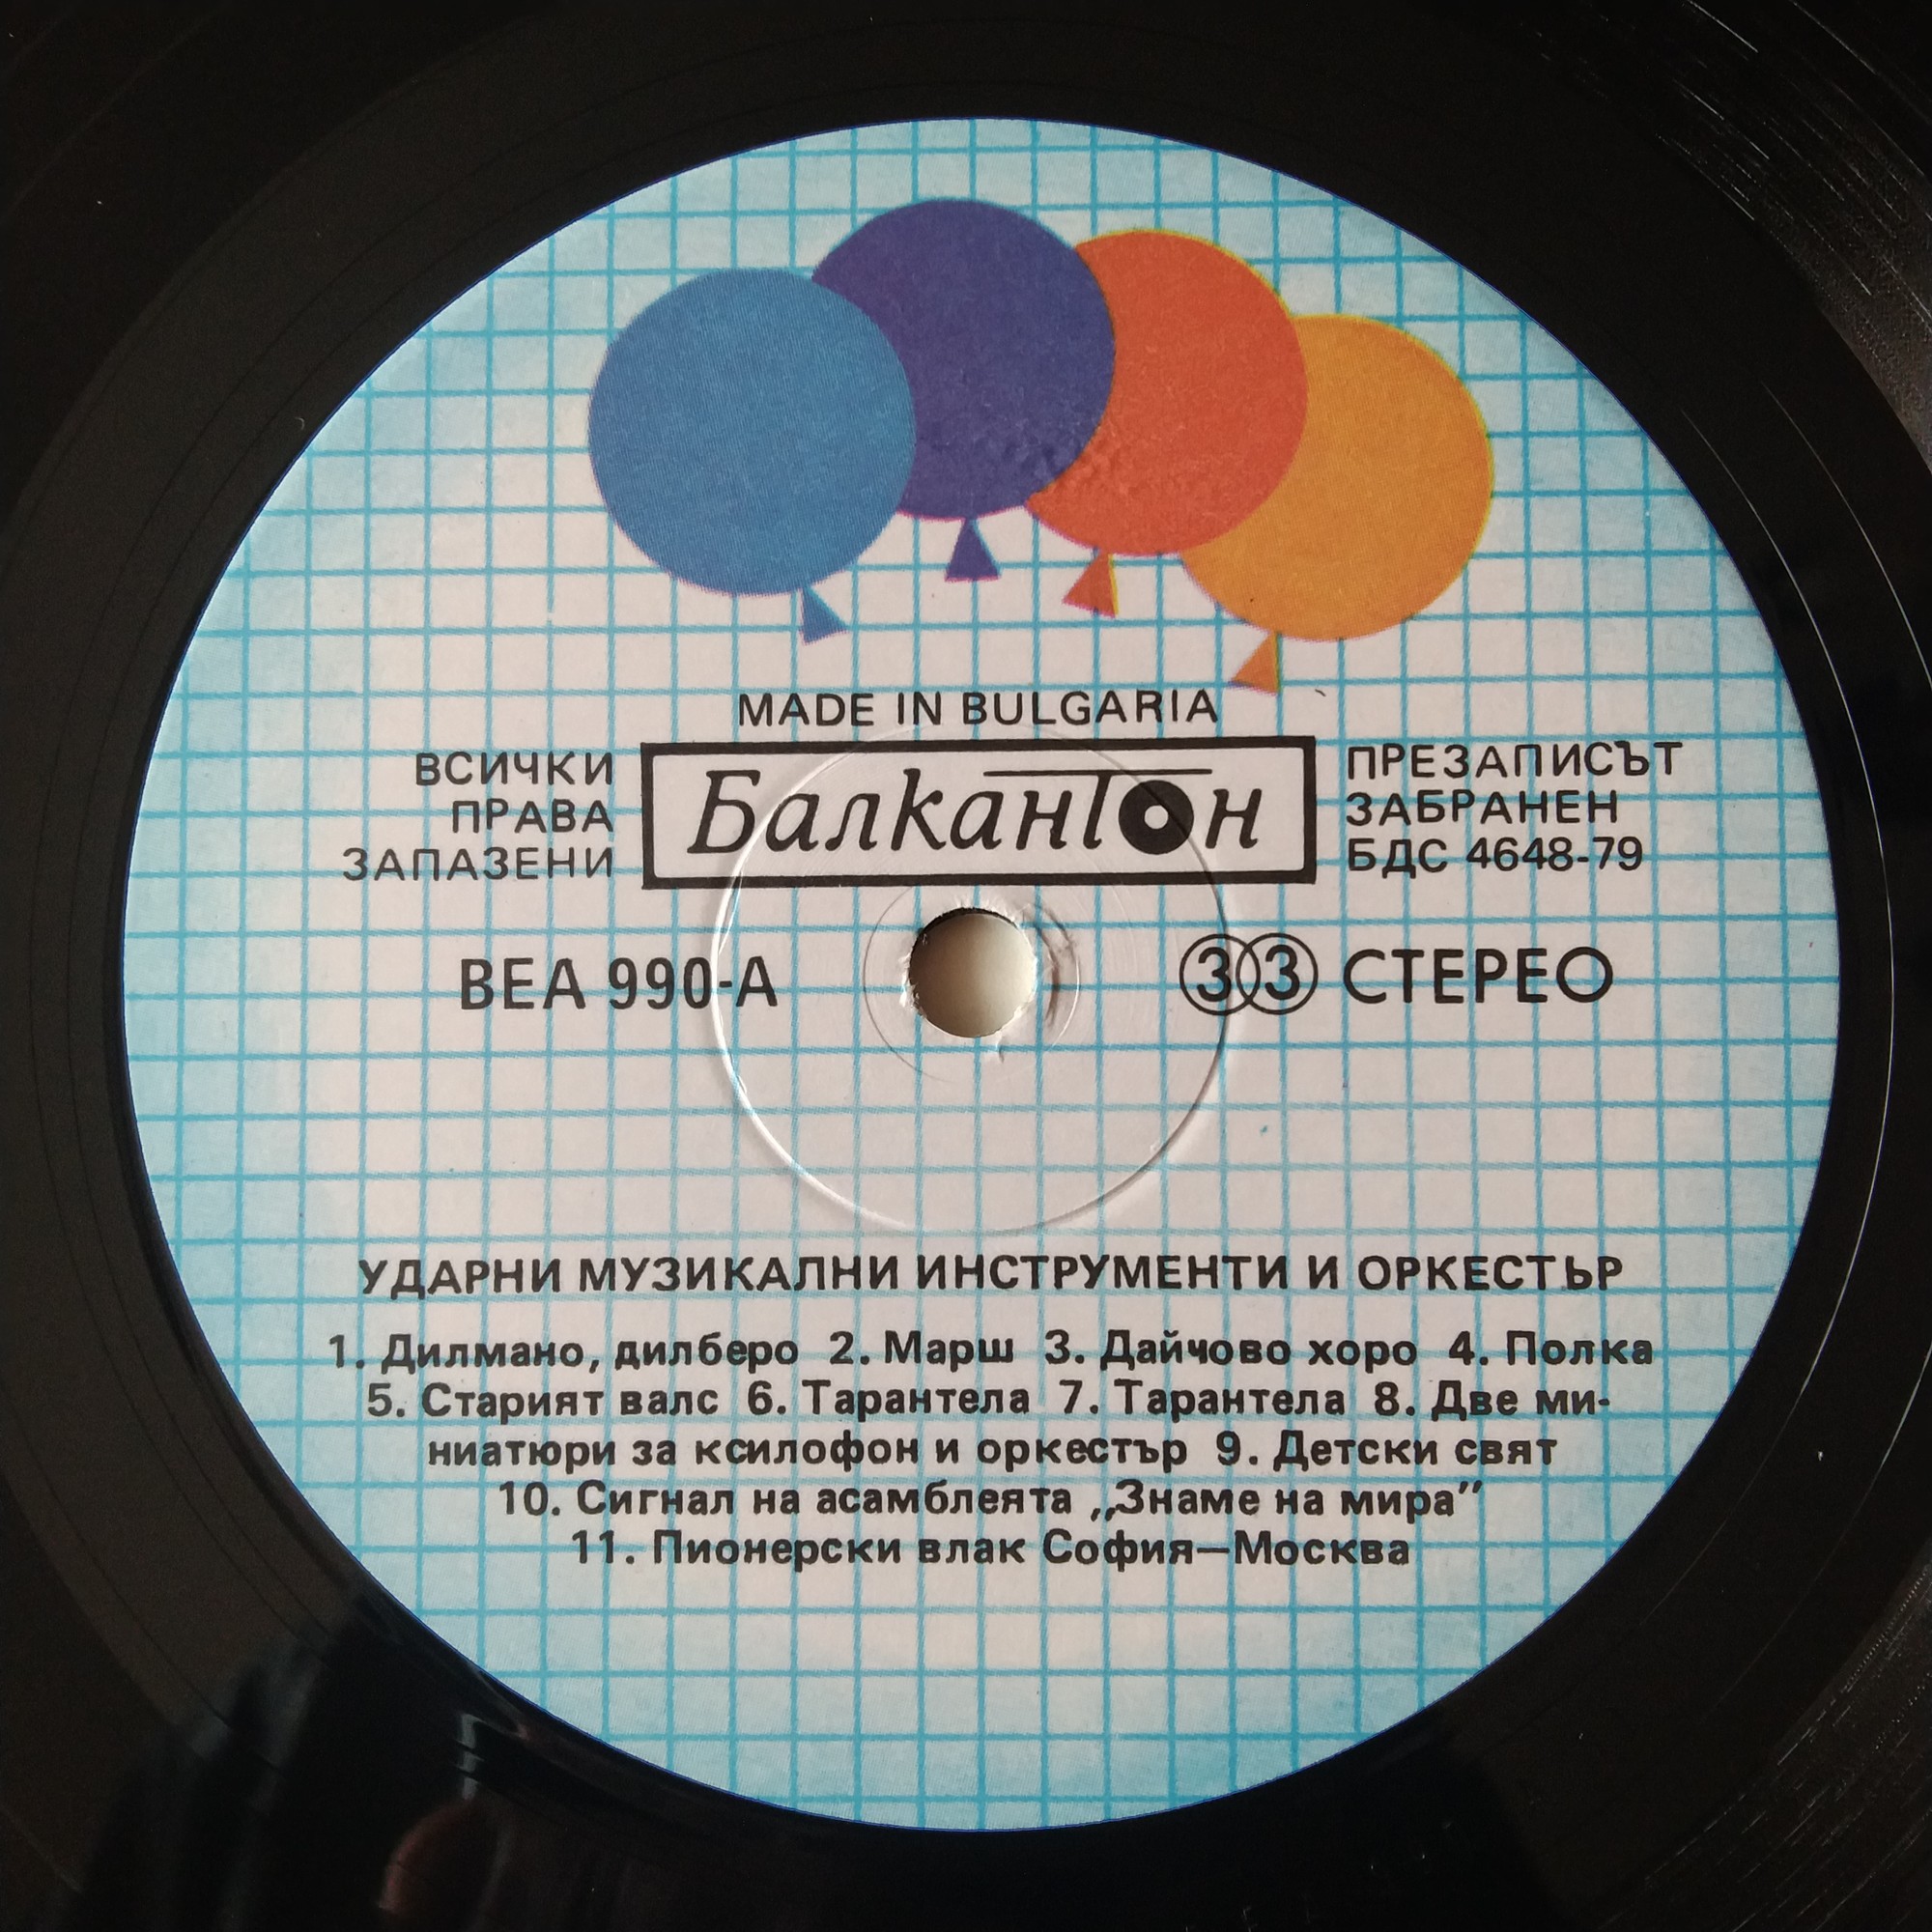 MADE IN BULGARIA
ВСИЧКИ
ПРАВА
ЗАПАЗЕНИ
Балкантон
ПРЕЗАПИСЪТ
ЗАБРАНЕН
БДС 4648-79
ВЕА 990-А
33 СТЕРЕО
УДАРНИ МУЗИКАЛНИ ИНСТРУМЕНТИ И ОРКЕСТЪР
1. Дилмано, дилберо 2. Марш 3. Дайчово хоро 4. Полка
5. Старият валс 6. Тарантела 7. Тарантела 8. Две ми-
ниатюри за ксилофон и оркестър 9. Детски свят
10. Сигнал на асамблеята „Знаме на мира”
11. Пионерски влак София—Москва